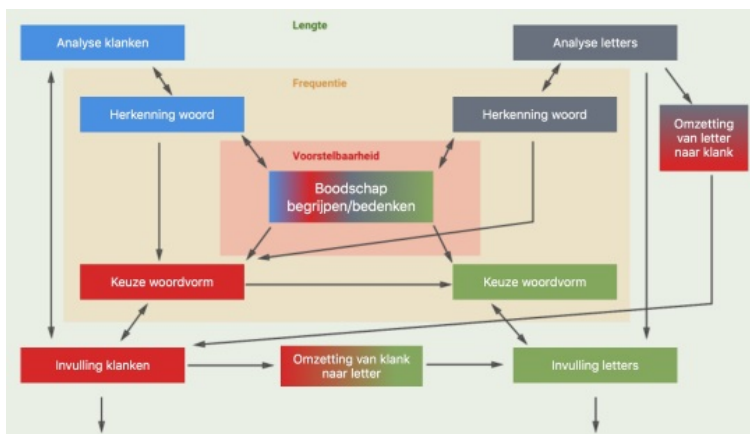 Lengte
Analyse klanken
Analyse letters
Frequentie
Herkenning woord
Herkenning woord
Omzetting
van letter
naar klank
Voorstelbaarheid
Boodschap
begrijpen/bedenken
Keuze woordvorm
Keuze woordvorm
Invulling klanken
Omzetting van klank
naar letter
Invulling letters